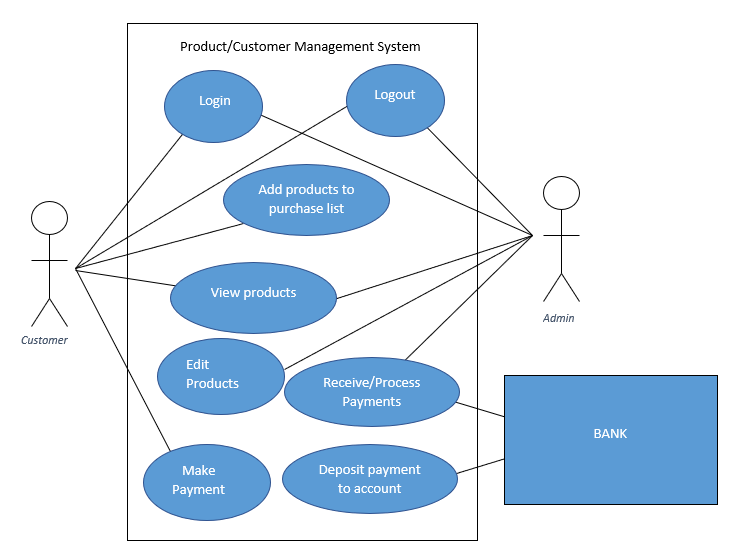 Product/Customer Management System
Login
Logout
Add products to
purchase list
View products
Edit
Products
Receive/Process
Payments
Make
Payment
Deposit payment
to account
Customer
Admin
BANK